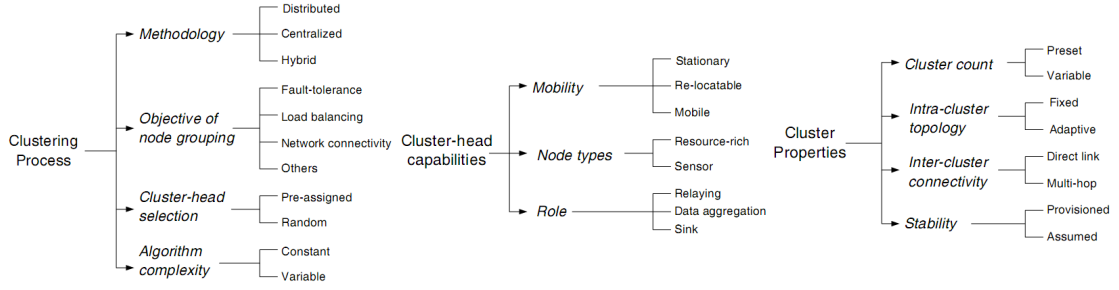 Clustering
Process
Methodology
Distributed
Centralized
Hybrid
Objective of
node grouping
Fault-tolerance
Load balancing
Network connectivity
Others
Cluster-head
selection
Pre-assigned
Random
Algorithm
complexity
Constant
Variable
Cluster-head
capabilities
Mobility
Stationary
Re-locatable
Mobile
Node types
Resource-rich
Sensor
Role
Relaying
Data aggregation
Sink
Cluster
Properties
Cluster count
Preset
Variable
Intra-cluster
topology
Fixed
Adaptive
Inter-cluster
connectivity
Direct link
Multi-hop
Stability
Provisioned
Assumed